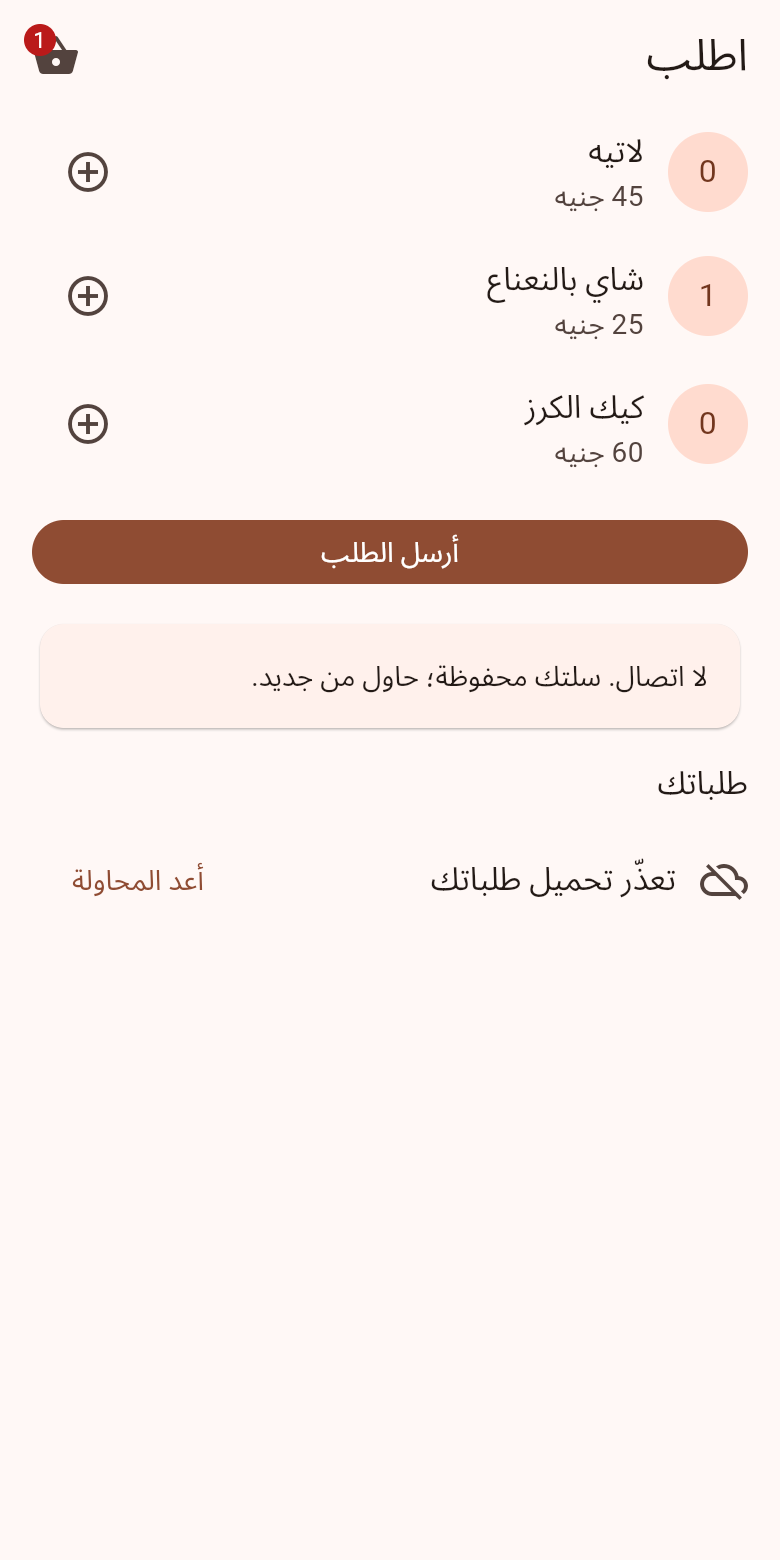 اطلب
1
0
لاتيه
45 جنيه
1
شاي بالنعناع
25 جنيه
0
كيك الكرز
60 جنيه
أرسل الطلب
لا اتصال. سلتك محفوظة؛ حاول من جديد.
طلباتك
تعذّر تحميل طلباتك
أعد المحاولة